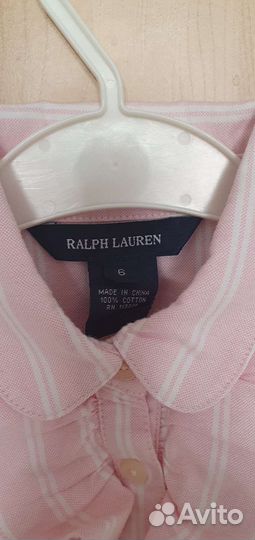 RALPH LAUREN
6
MADE IN CHINA
100% COTTON
Avito